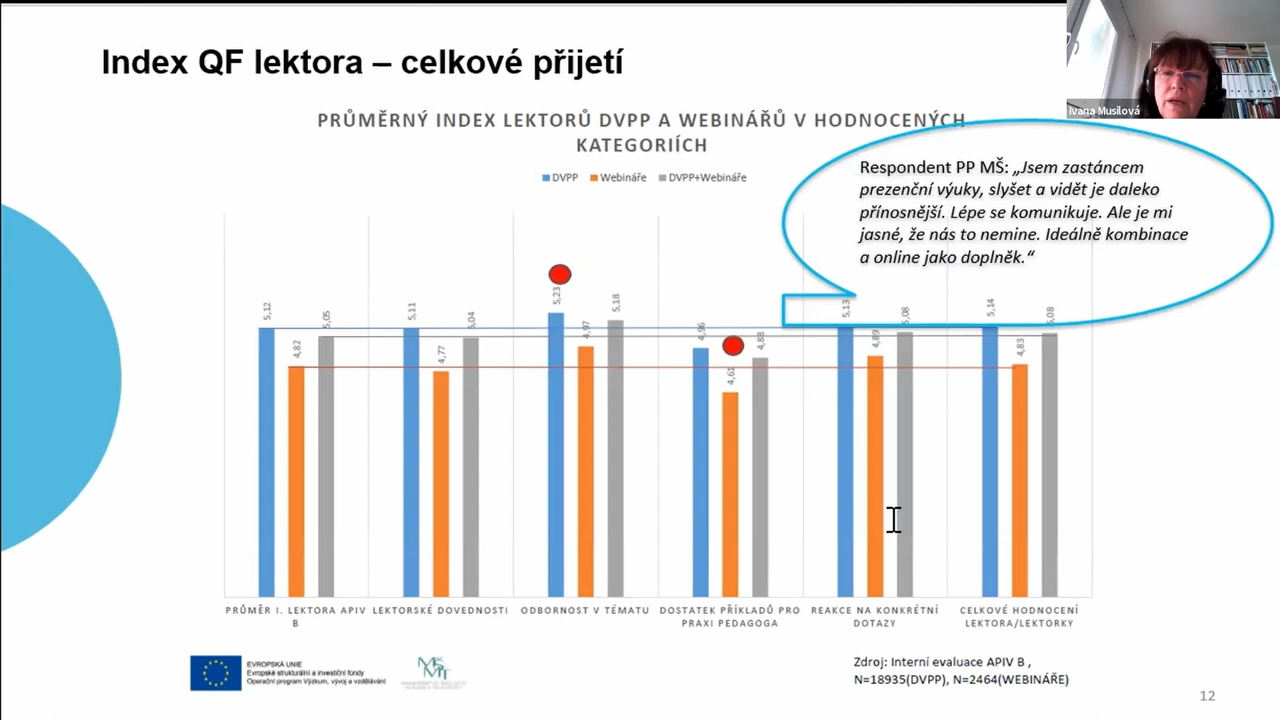 Index QF lektora – celkové přijetí
Ivana Musilová
PRŮMĚRNÝ INDEX LEKTORŮ DVPP A WEBINÁŘŮ V HODNOCENÝCH
KATEGORIÍCH
DVPP Webináře DVPP+Webináře
Respondent PP MŠ: „Jsem zastáncem
prezenční výuky, slyšet a vidět je daleko
přínosnější. Lépe se komunikuje. Ale je mi
jasné, že nás to nemine. Ideálně kombinace
a online jako doplněk.“
5,12 4,82 5,05
5,11 4,77 5,04
5,23 4,97 5,18
4,96 4,61 4,88
5,13 4,89 5,08
5,14 4,83 5,08
PRŮMĚR I. LEKTORA APIV
B
LEKTORSKÉ DOVEDNOSTI
ODBORNOST V TÉMATU
DOSTATEK PŘÍKLADŮ PRO
PRAXI PEDAGOGA
REAKCE NA KONKRÉTNÍ
DOTAZY
CELKOVÉ HODNOCENÍ
LEKTORA/LEKTORKY
EVROPSKÁ UNIE
Evropské strukturální a investiční fondy
Operační program Výzkum, vývoj a vzdělávání
Zdroj: Interní evaluace APIV B ,
N=18935(DVPP), N=2464(WEBINÁŘE)
12